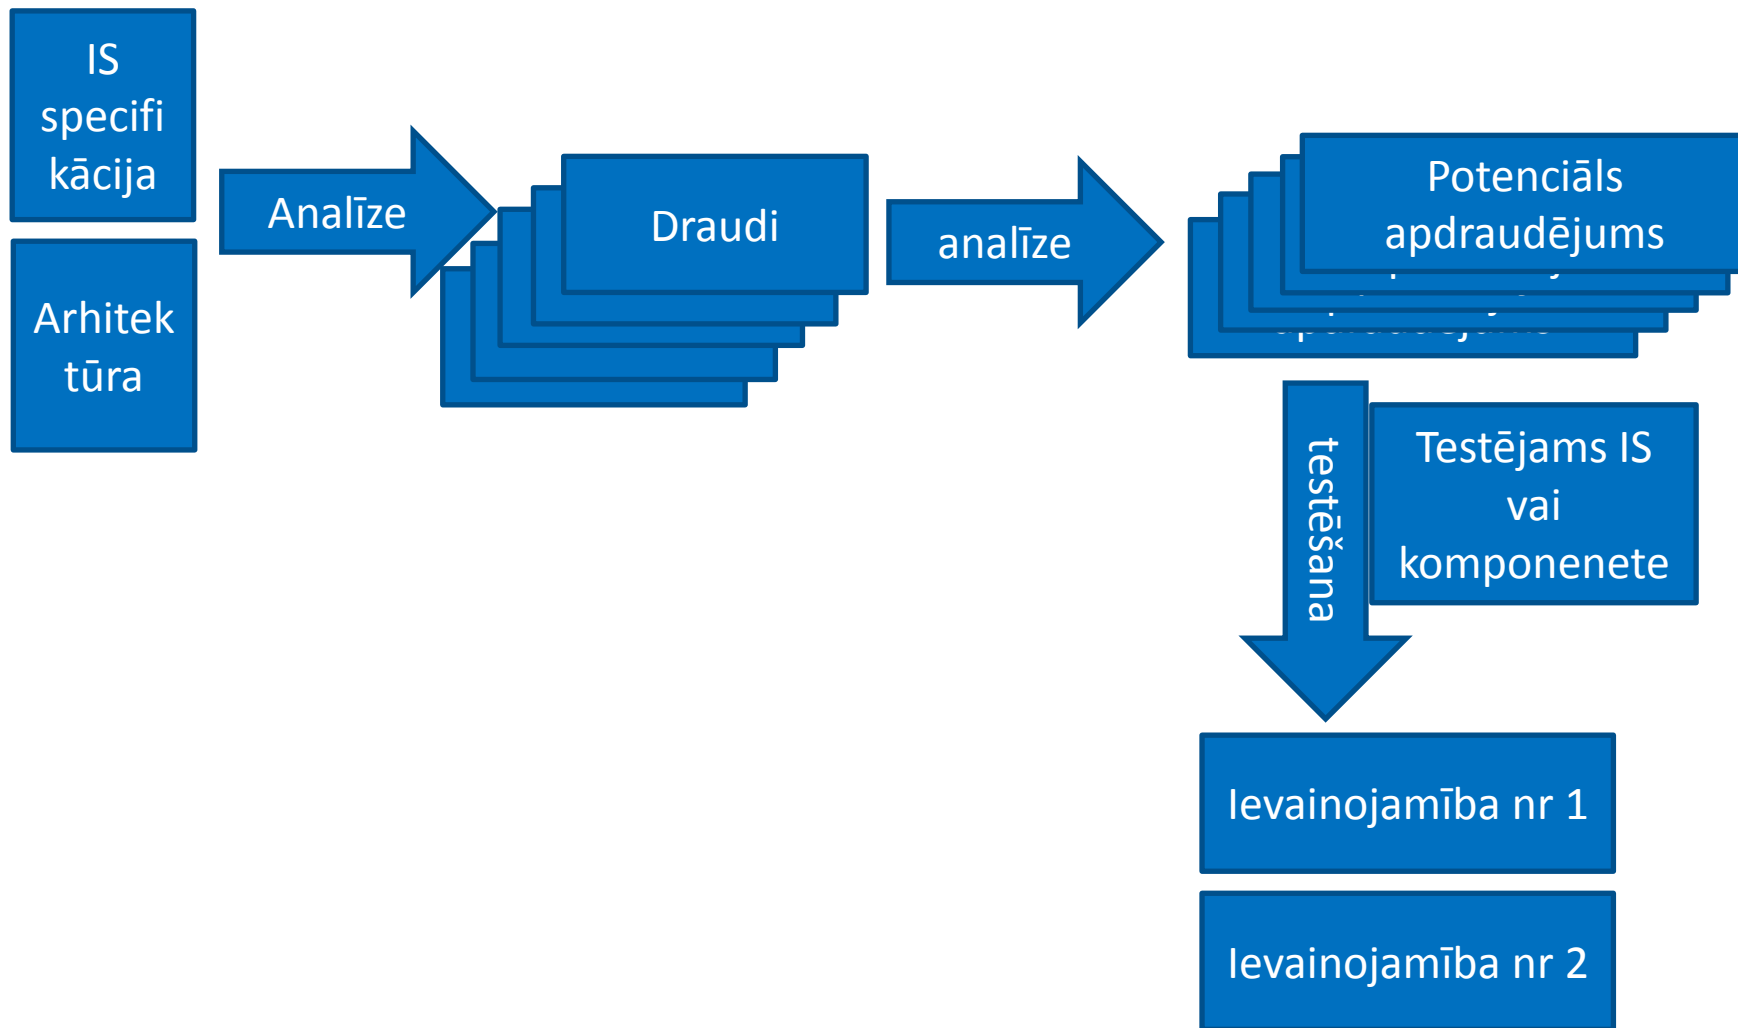 IS
specifi
kācija
Arhitek
tūra
Analīze
Draudi
analīze
Potenciāls
apdraudējums
testēšana
Testējams IS
vai
komponenete
Ievainojamība nr 1
Ievainojamība nr 2